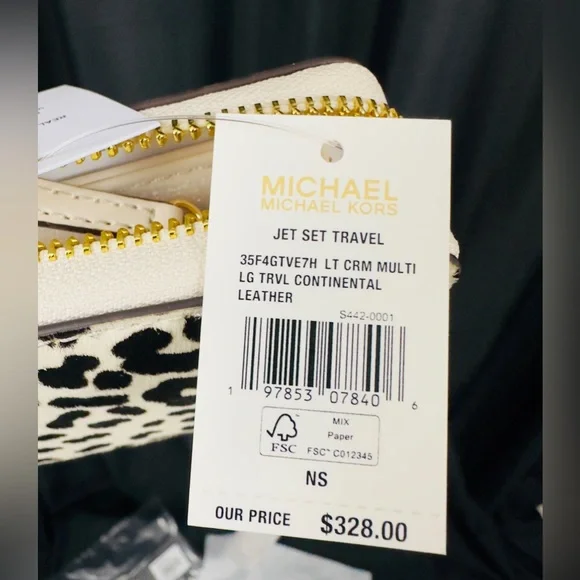 MICHAEL
MICHAEL KORS
JET SET TRAVEL
35F4GTVE7H LT CRM MULTI
LG TRVL CONTINENTAL
LEATHER
S442-0001
1 97853 07840 6
FSC
MIX
Paper
FSC™ C012345
NS
OUR PRICE $328.00